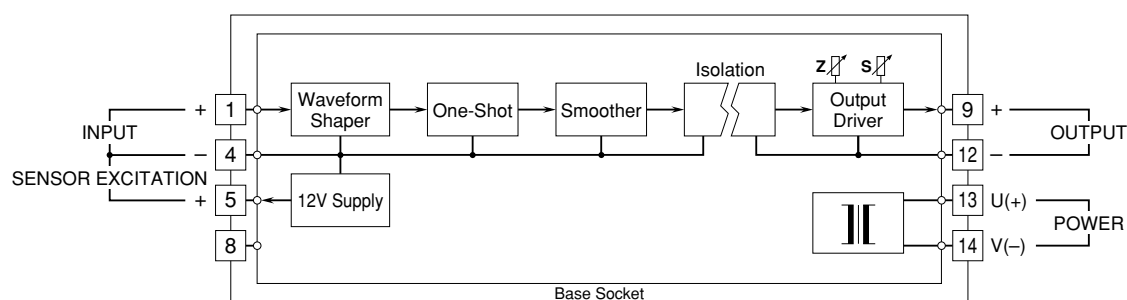 Isolation
Z
S
1
+
Waveform
Shaper
One-Shot
Smoother
Output
Driver
9
+
INPUT
OUTPUT
4
–
12
–
SENSOR EXCITATION
5
+
12V Supply
13
U(+)
POWER
8
14
V(–)
Base Socket